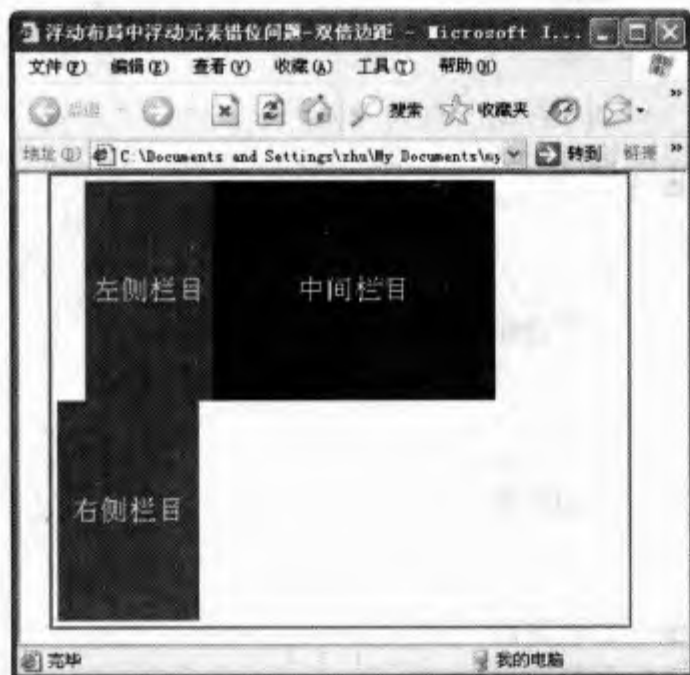 浮动布局中浮动元素错位问题-双倍边距 - Microsoft I...
文件(F) 编辑(E) 查看(V) 收藏(A) 工具(T) 帮助(H)
后退 搜索 收藏夹 »
地址(D) C:\Documents and Settings\zhu\My Documents\my 转到 链接 »
左侧栏目 中间栏目
右侧栏目
完毕 我的电脑